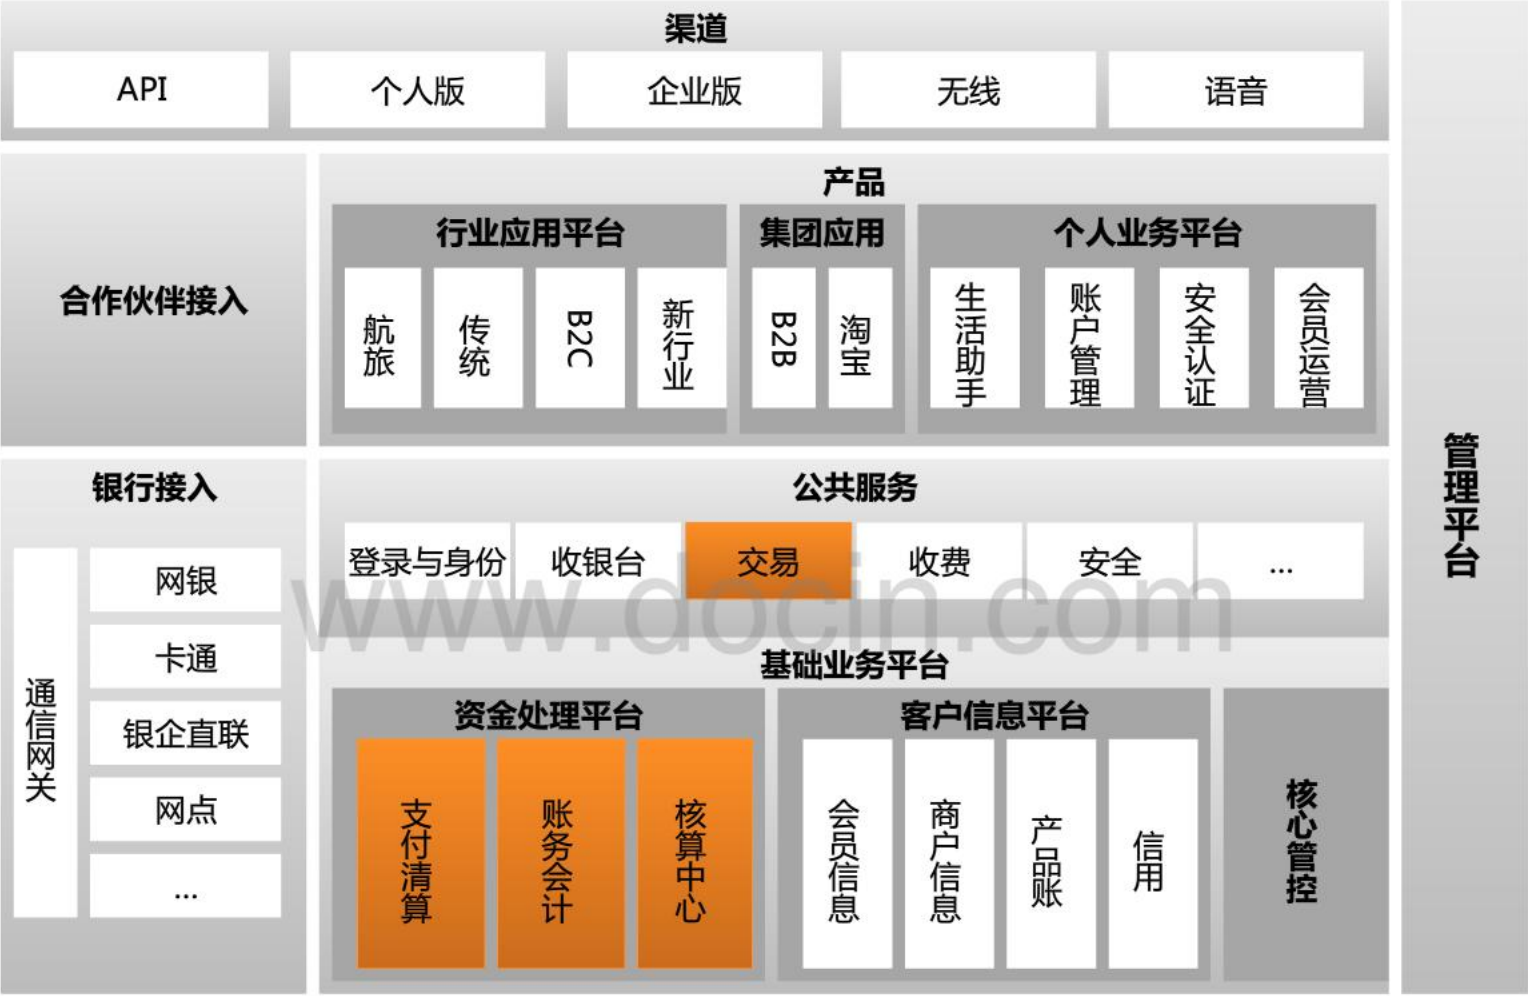 渠道
API
个人版
企业版
无线
语音
合作伙伴接入
产品
行业应用平台
航旅
传统
B2C
新行业
集团应用
B2B
淘宝
个人业务平台
生活助手
账户管理
安全认证
会员运营
管理平台
银行接入
通信网关
网银
卡通
银企直联
网点
...
公共服务
登录与身份
收银台
交易
收费
安全
...
www.docin.com
基础业务平台
资金处理平台
支付清算
账务会计
核算中心
客户信息平台
会员信息
商户信息
产品账
信用
核心管控